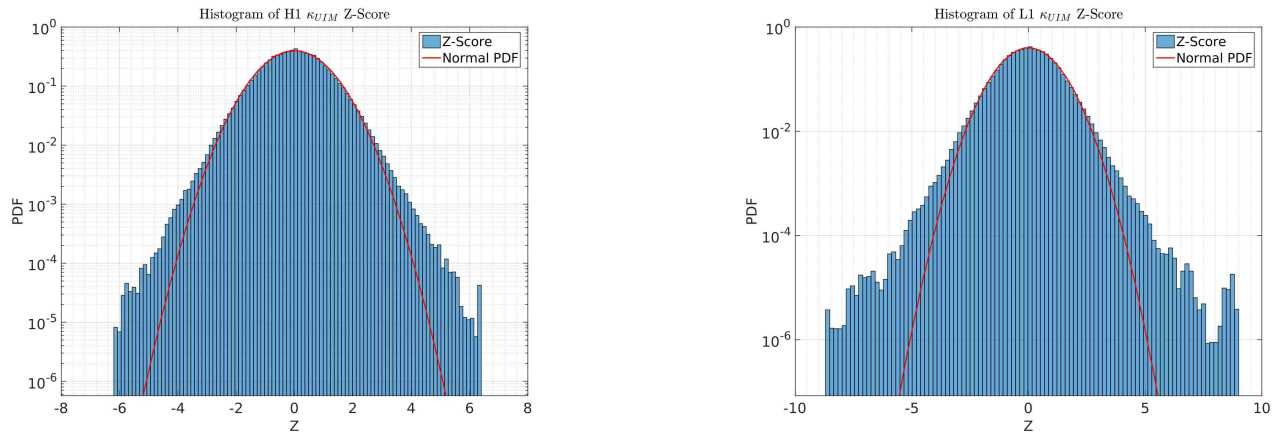 Histogram of H1 κ_UIM Z-Score
10^0
10^-1
10^-2
10^-3
10^-4
10^-5
10^-6
PDF
Z-Score
Normal PDF
-8 -6 -4 -2 0 2 4 6 8
Z
Histogram of L1 κ_UIM Z-Score
10^0
10^-2
10^-4
10^-6
PDF
Z-Score
Normal PDF
-10 -5 0 5 10
Z